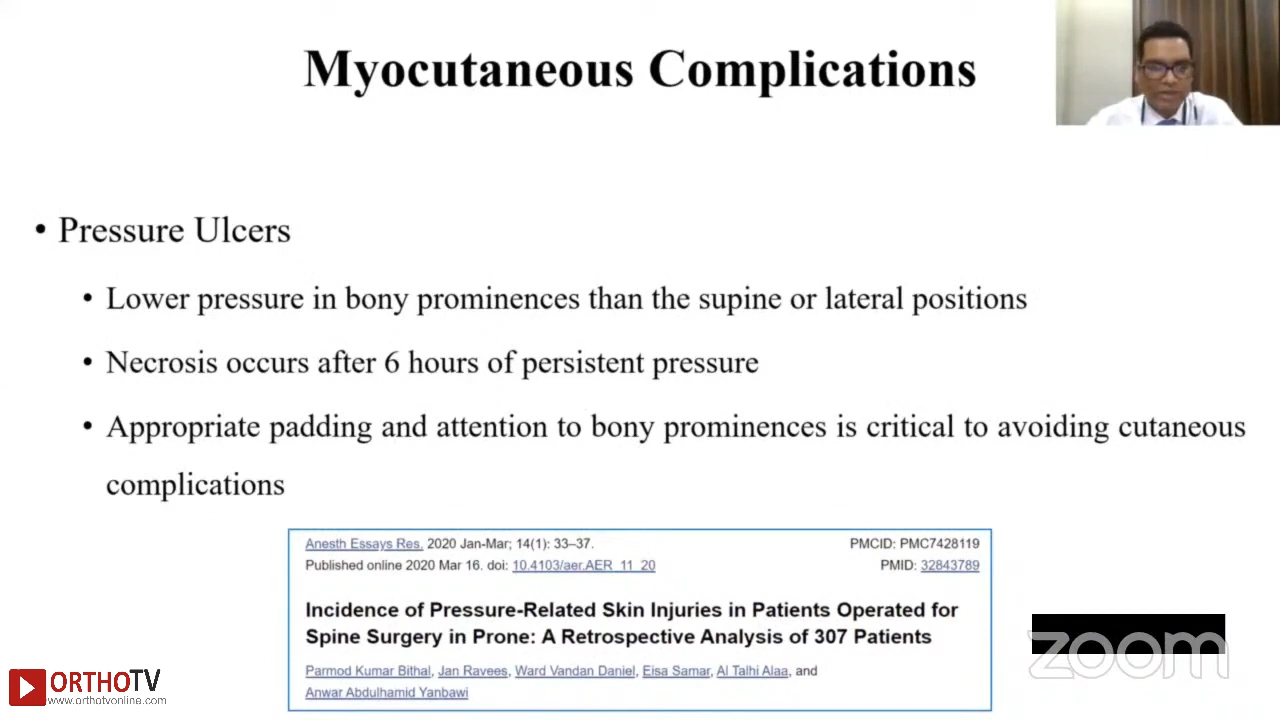 Myocutaneous Complications
• Pressure Ulcers
• Lower pressure in bony prominences than the supine or lateral positions
• Necrosis occurs after 6 hours of persistent pressure
• Appropriate padding and attention to bony prominences is critical to avoiding cutaneous
complications
Anesth Essays Res. 2020 Jan-Mar; 14(1): 33–37.
PMCID: PMC7428119
Published online 2020 Mar 16. doi: 10.4103/aer.AER_11_20
PMID: 32843789
Incidence of Pressure-Related Skin Injuries in Patients Operated for
Spine Surgery in Prone: A Retrospective Analysis of 307 Patients
Parmod Kumar Bithal, Jan Ravees, Ward Vandan Daniel, Eisa Samar, Al Talhi Alaa, and
Anwar Abdulhamid Yanbawi
zoom
ORTHOTV
www.orthotvonline.com